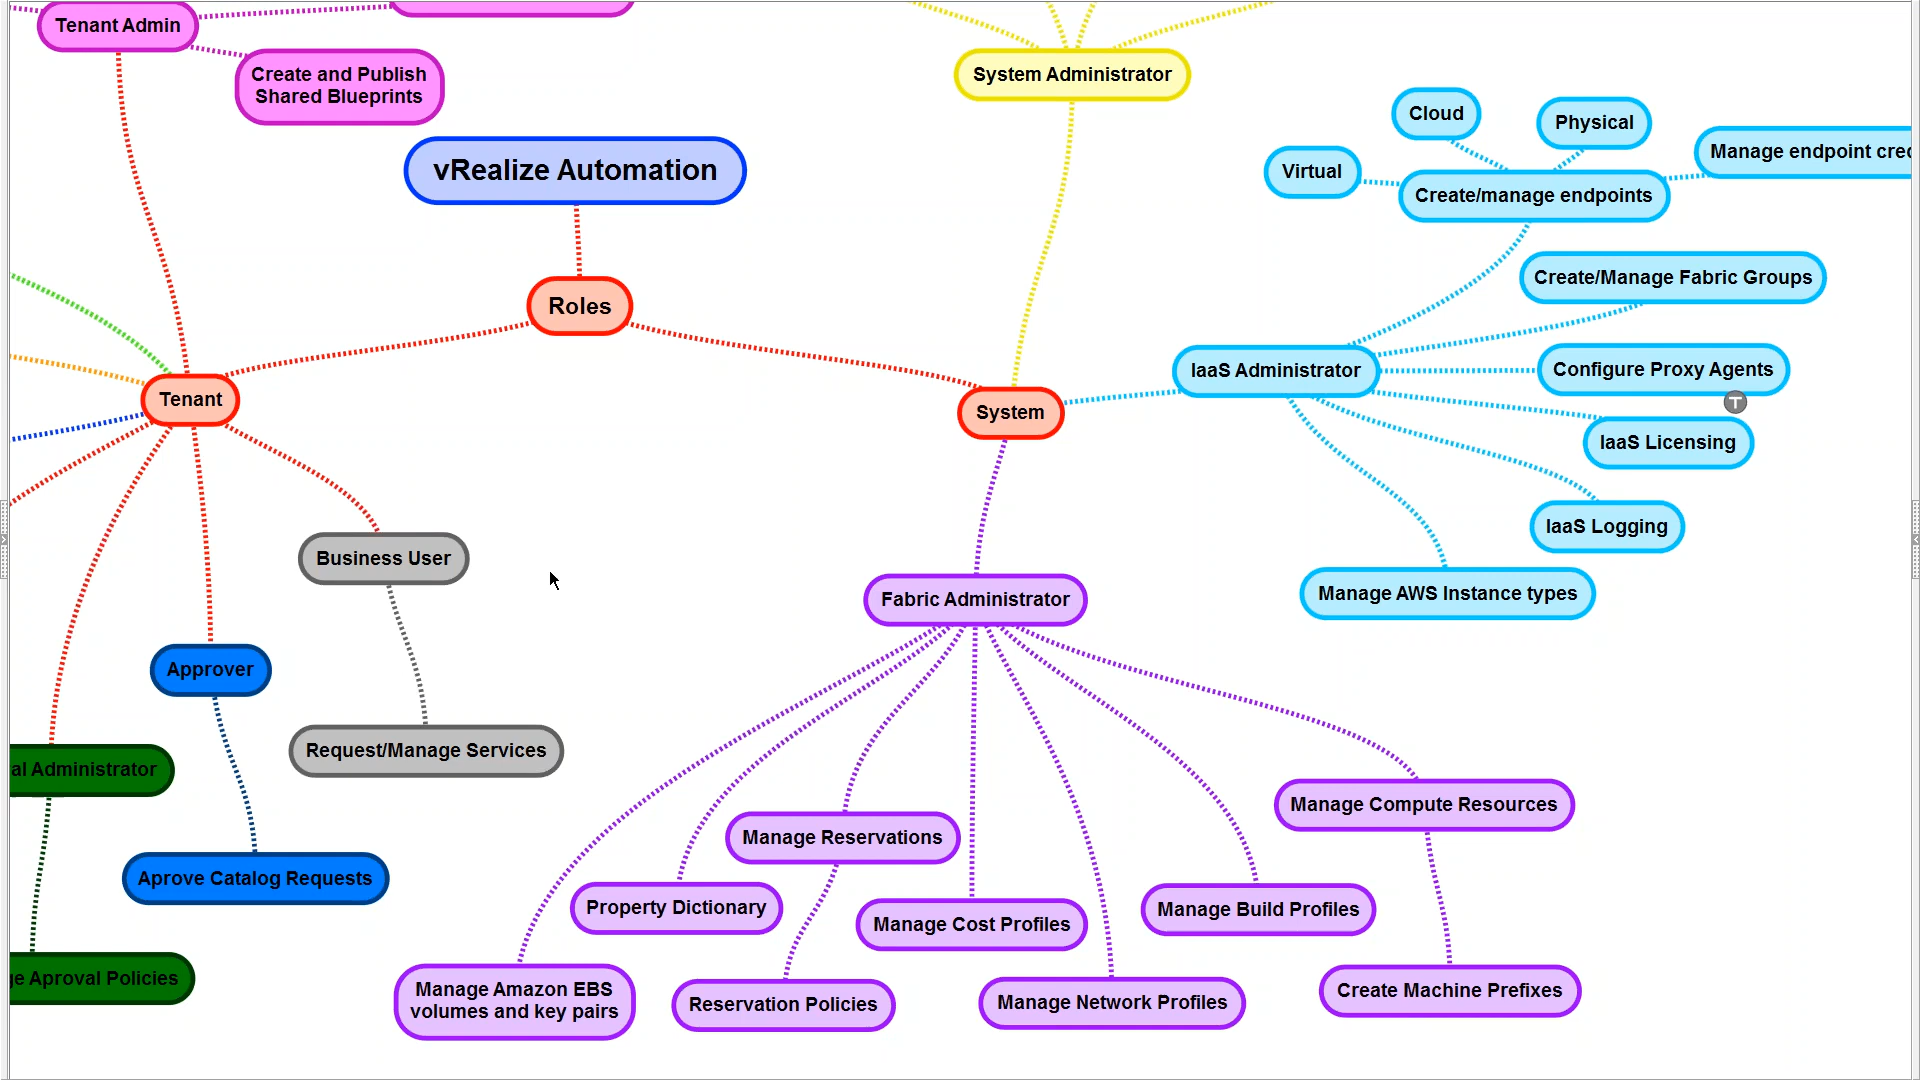 Tenant Admin
Create and Publish
Shared Blueprints
vRealize Automation
Roles
Tenant
System
System Administrator
Cloud
Physical
Virtual
Create/manage endpoints
Manage endpoint
Create/Manage Fabric Groups
IaaS Administrator
Configure Proxy Agents
T
IaaS Licensing
IaaS Logging
Manage AWS Instance types
Business User
Request/Manage Services
Approver
Aprove Catalog Requests
Administrator
Aproval Policies
Fabric Administrator
Manage Compute Resources
Manage Reservations
Property Dictionary
Manage Cost Profiles
Manage Build Profiles
Manage Amazon EBS
volumes and key pairs
Reservation Policies
Manage Network Profiles
Create Machine Prefixes